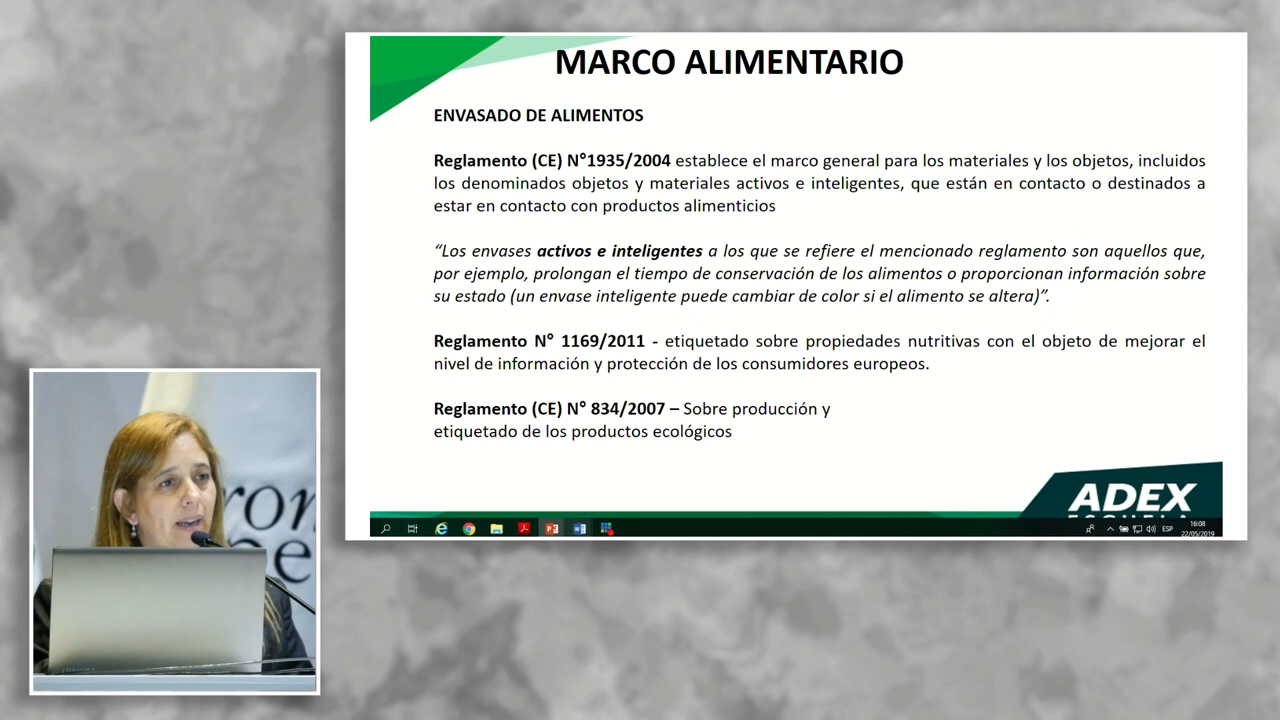 MARCO ALIMENTARIO
ENVASADO DE ALIMENTOS
Reglamento (CE) N°1935/2004 establece el marco general para los materiales y los objetos, incluidos
los denominados objetos y materiales activos e inteligentes, que están en contacto o destinados a
estar en contacto con productos alimenticios
“Los envases activos e inteligentes a los que se refiere el mencionado reglamento son aquellos que,
por ejemplo, prolongan el tiempo de conservación de los alimentos o proporcionan información sobre
su estado (un envase inteligente puede cambiar de color si el alimento se altera)”.
Reglamento N° 1169/2011 - etiquetado sobre propiedades nutritivas con el objeto de mejorar el
nivel de información y protección de los consumidores europeos.
Reglamento (CE) N° 834/2007 – Sobre producción y
etiquetado de los productos ecológicos
ADEX
ESP
16:08
22/05/2019